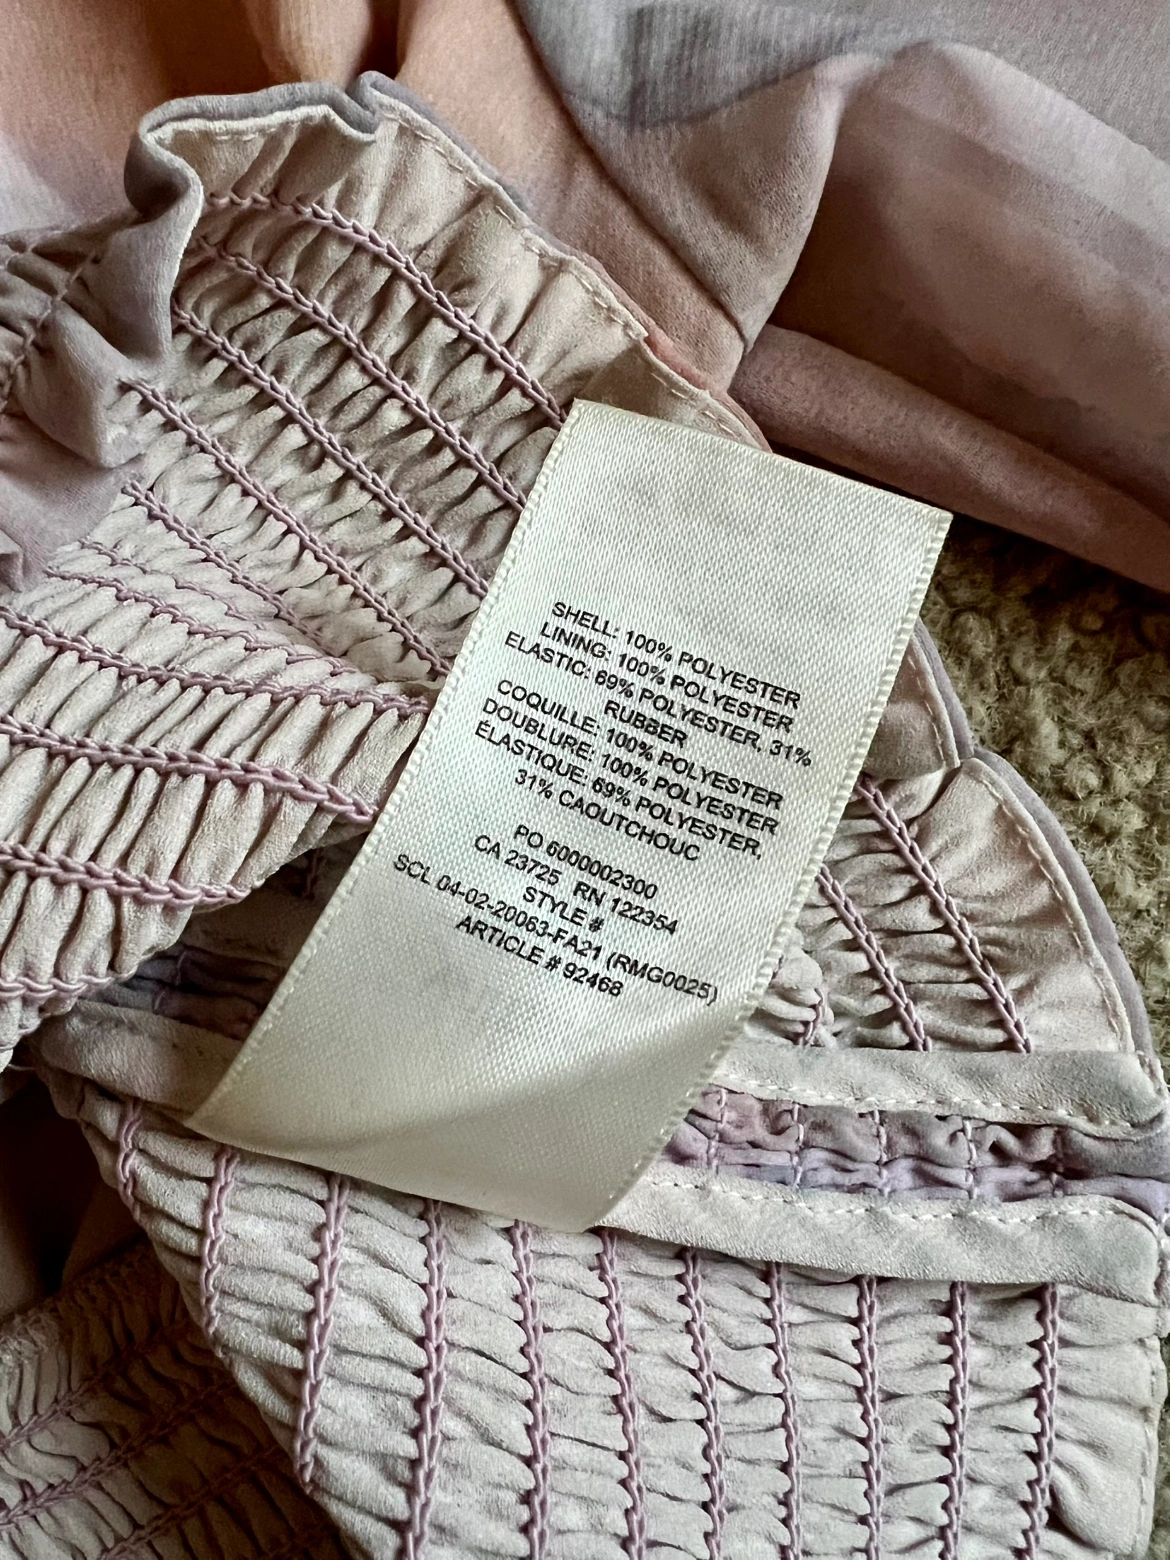 SHELL: 100% POLYESTER
LINING: 100% POLYESTER
ELASTIC: 69% POLYESTER, 31%
RUBBER
COQUILLE: 100% POLYESTER
DOUBLURE: 100% POLYESTER
ÉLASTIQUE: 69% POLYESTER,
31% CAOUTCHOUC
PO 6000002300
CA 23725 RN 122354
STYLE #
SCL 04-02-20063-FA21 (RMG0025)
ARTICLE # 92468